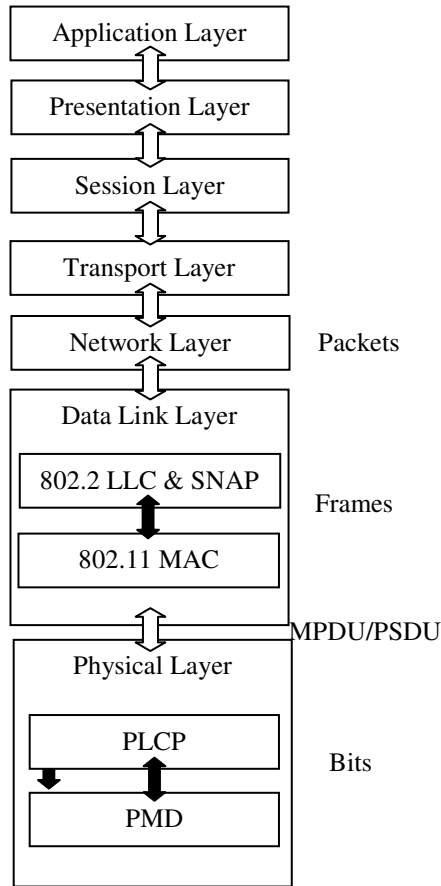 Application Layer
Presentation Layer
Session Layer
Transport Layer
Network Layer Packets
Data Link Layer
802.2 LLC & SNAP
Frames
802.11 MAC
MPDU/PSDU
Physical Layer
PLCP
Bits
PMD